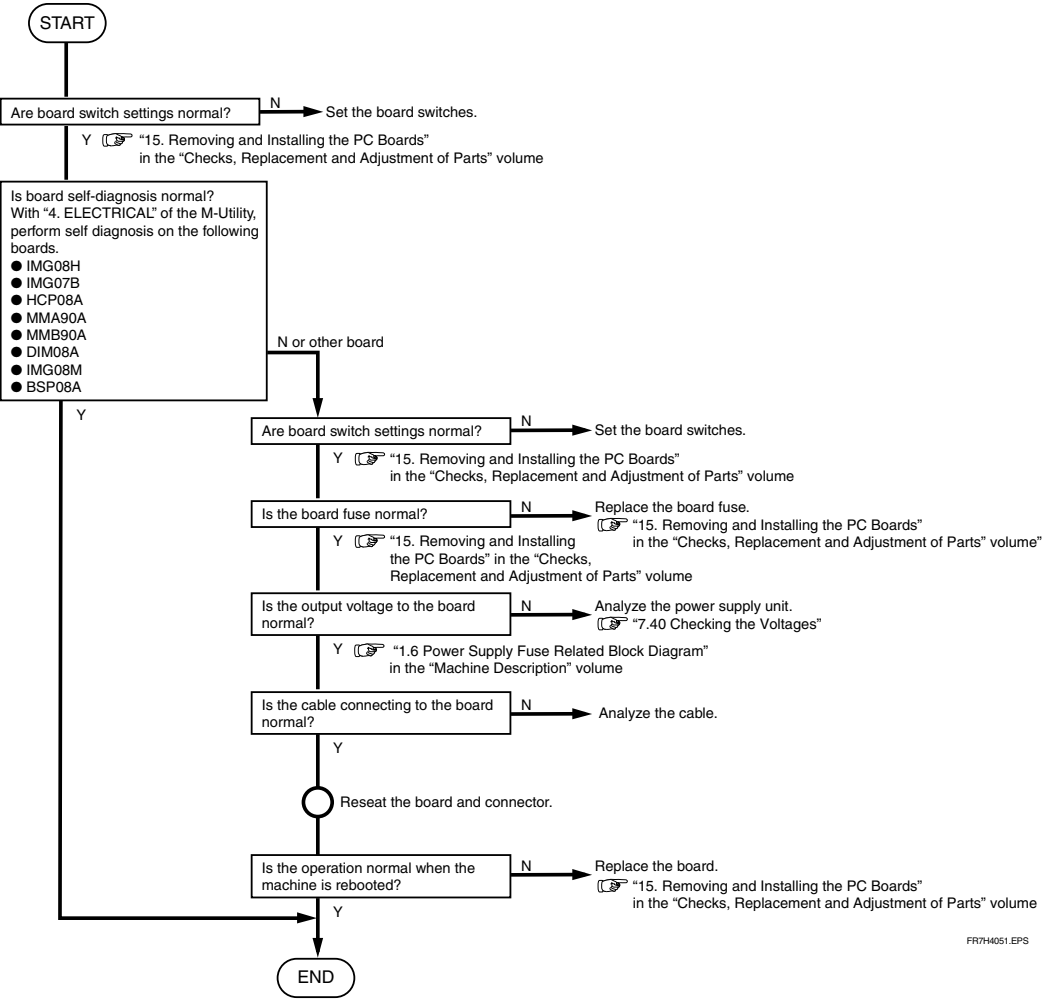 START
Are board switch settings normal?
N
Set the board switches.
Y
“15. Removing and Installing the PC Boards”
in the “Checks, Replacement and Adjustment of Parts” volume
Is board self-diagnosis normal?
With “4. ELECTRICAL” of the M-Utility,
perform self diagnosis on the following
boards.
● IMG08H
● IMG07B
● HCP08A
● MMA90A
● MMB90A
● DIM08A
● IMG08M
● BSP08A
N or other board
Y
Are board switch settings normal?
N
Set the board switches.
Y
“15. Removing and Installing the PC Boards”
in the “Checks, Replacement and Adjustment of Parts” volume
Is the board fuse normal?
N
Replace the board fuse.
“15. Removing and Installing the PC Boards”
in the “Checks, Replacement and Adjustment of Parts” volume”
Y
“15. Removing and Installing
the PC Boards” in the “Checks,
Replacement and Adjustment of Parts” volume
Is the output voltage to the board
normal?
N
Analyze the power supply unit.
“7.40 Checking the Voltages”
Y
“1.6 Power Supply Fuse Related Block Diagram”
in the “Machine Description” volume
Is the cable connecting to the board
normal?
N
Analyze the cable.
Y
Reseat the board and connector.
Is the operation normal when the
machine is rebooted?
N
Replace the board.
“15. Removing and Installing the PC Boards”
in the “Checks, Replacement and Adjustment of Parts” volume
Y
FR7H4051.EPS
END